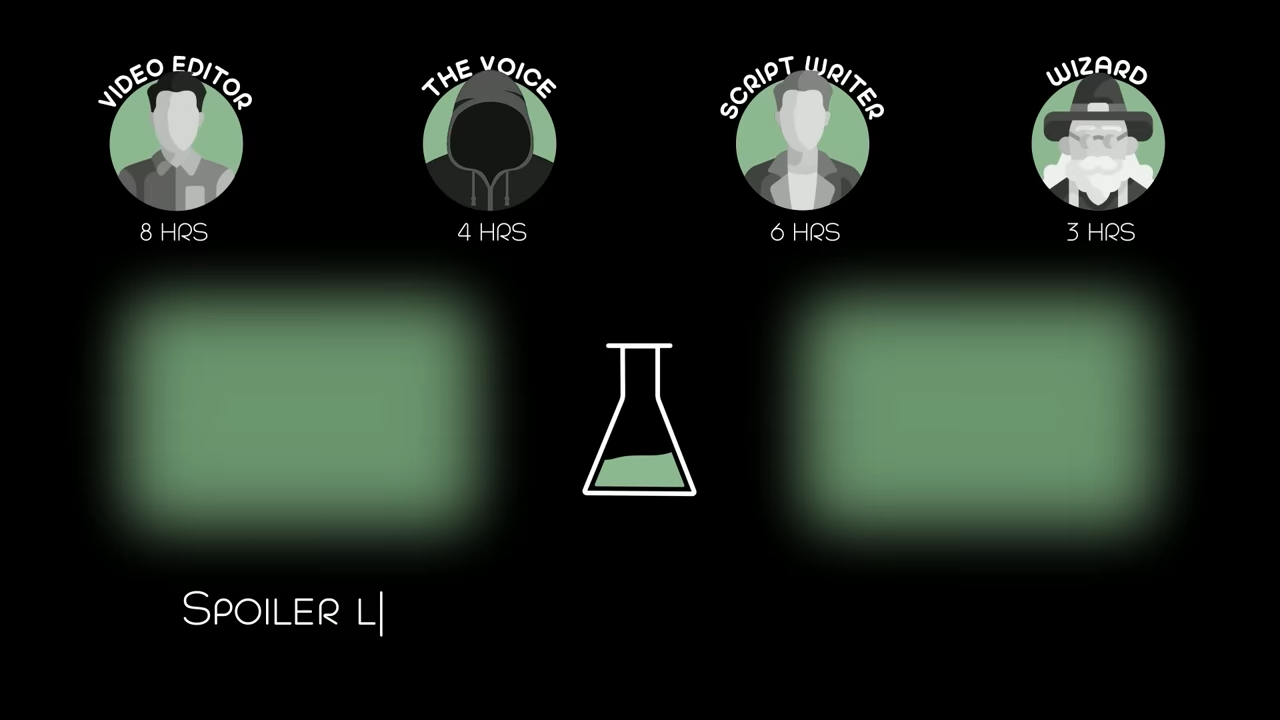 VIDEO EDITOR
THE VOICE
SCRIPT WRITER
WIZARD
8 HRS
4 HRS
6 HRS
3 HRS
SPOILER L